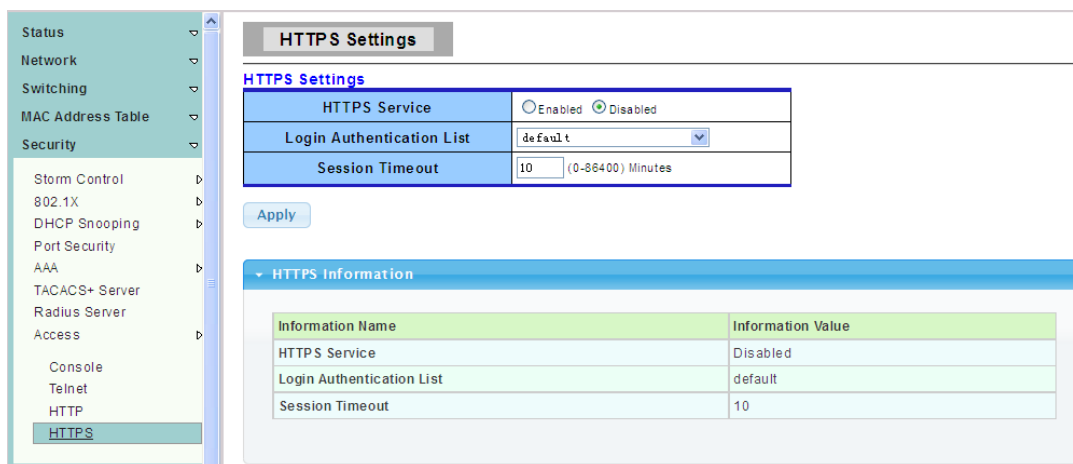 Status
Network
Switching
MAC Address Table
Security
Storm Control
802.1X
DHCP Snooping
Port Security
AAA
TACACS+ Server
Radius Server
Access
Console
Telnet
HTTP
HTTPS
HTTPS Settings
HTTPS Settings
HTTPS Service Enabled Disabled
Login Authentication List default
Session Timeout 10 (0-86400) Minutes
Apply
HTTPS Information
Information Name Information Value
HTTPS Service Disabled
Login Authentication List default
Session Timeout 10